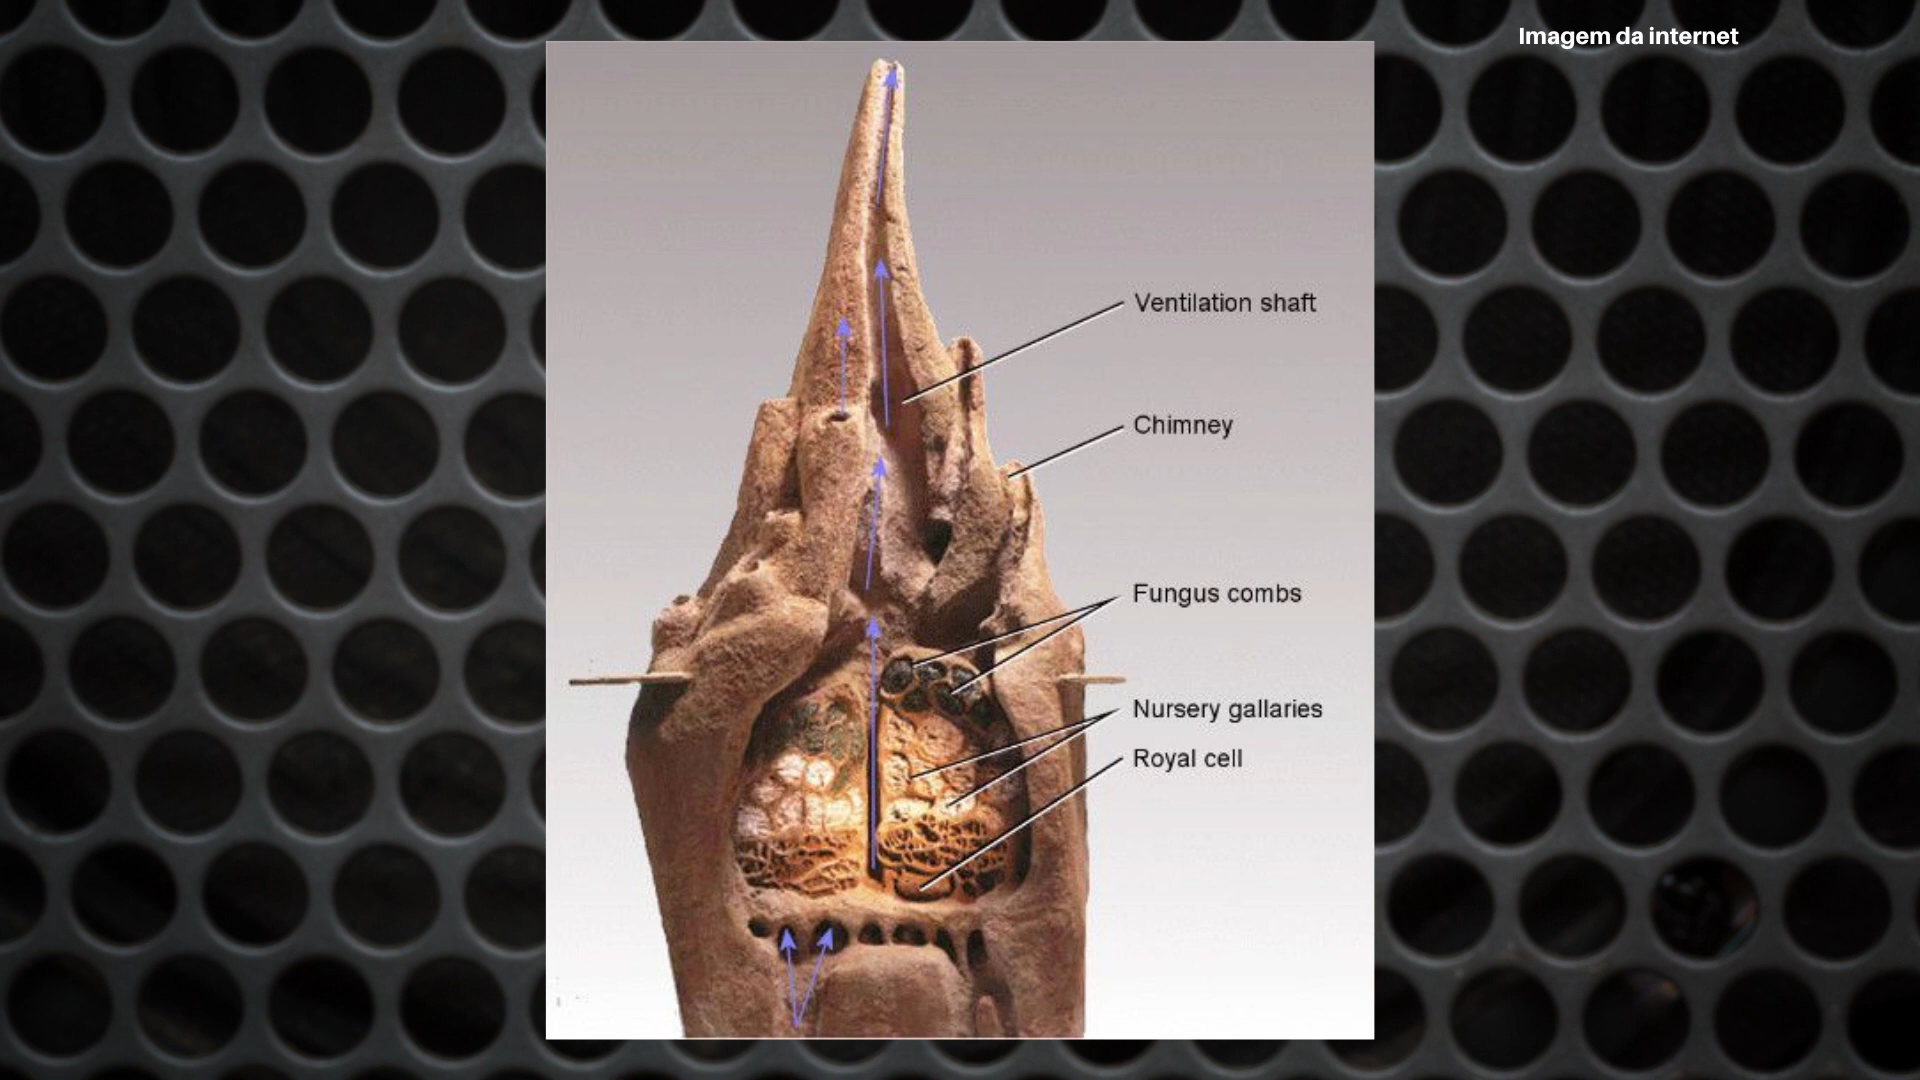 Imagem da internet
Ventilation shaft
Chimney
Fungus combs
Nursery gallaries
Royal cell